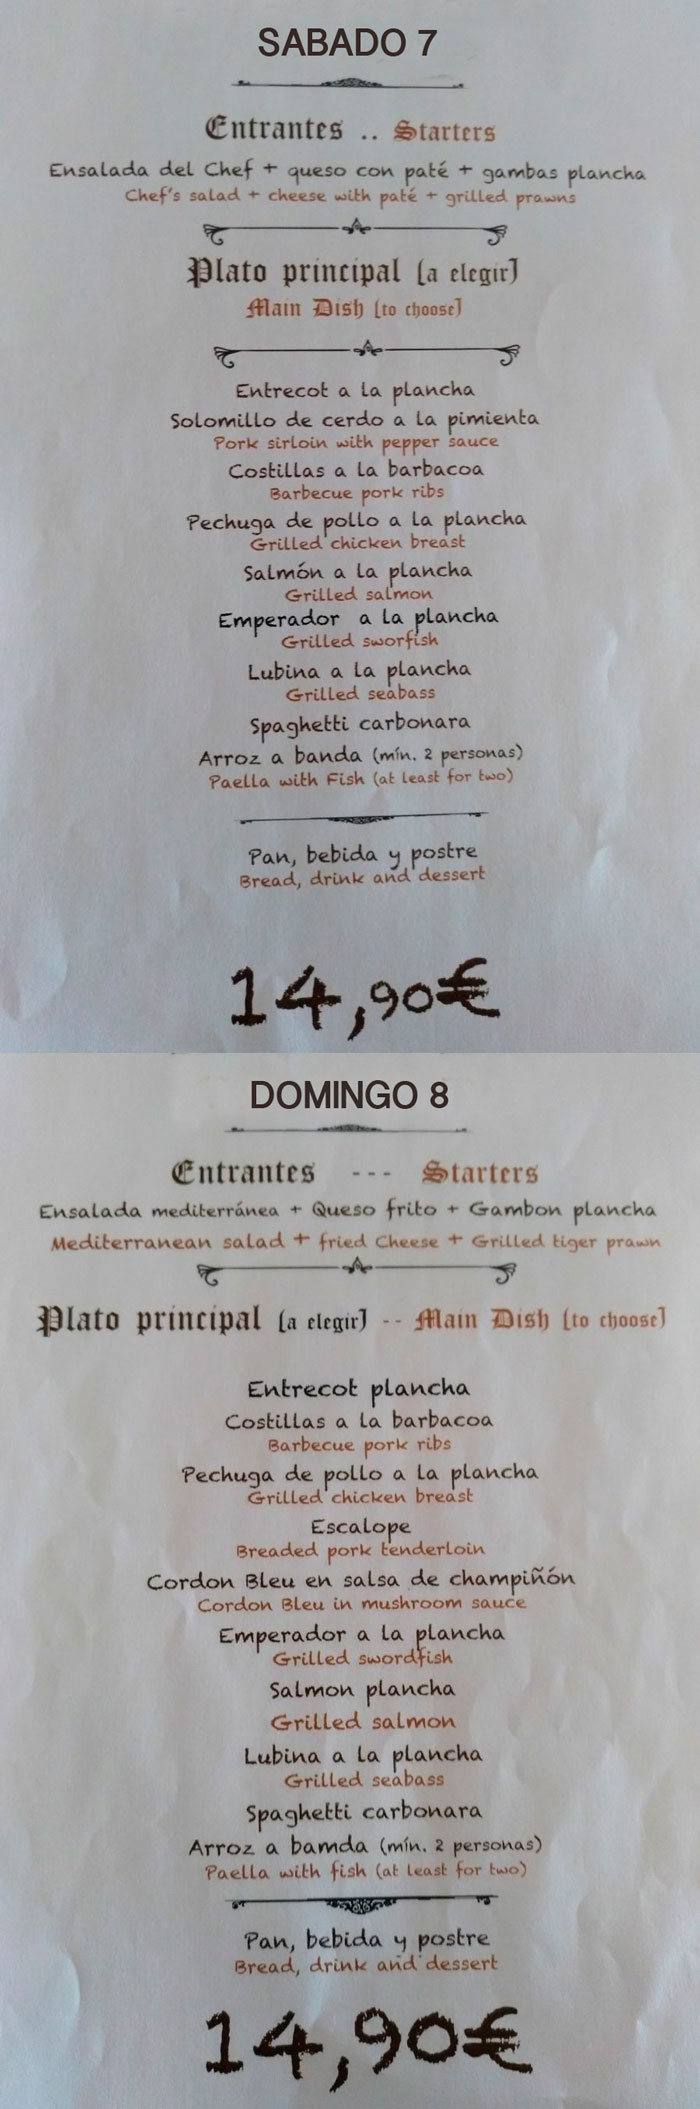 SABADO 7
Entrantes .. Starters
Ensalada del Chef + queso con paté + gambas plancha
Chef's salad + cheese with paté + grilled prawns
Plato principal (a elegir)
Main Dish (to choose)
Entrecot a la plancha
Solomillo de cerdo a la pimienta
Pork sirloin with pepper sauce
Costillas a la barbacoa
Barbecue pork ribs
Pechuga de pollo a la plancha
Grilled chicken breast
Salmón a la plancha
Grilled salmon
Emperador a la plancha
Grilled sworfish
Lubina a la plancha
Grilled seabass
Spaghetti carbonara
Arroz a banda (mín. 2 personas)
Paella with Fish (at least for two)
Pan, bebida y postre
Bread, drink and dessert
14,90€
DOMINGO 8
Entrantes --- Starters
Ensalada mediterránea + Queso frito + Gambon plancha
Mediterranean salad + fried Cheese + Grilled tiger prawn
Plato principal (a elegir) -- Main Dish (to choose)
Entrecot plancha
Costillas a la barbacoa
Barbecue pork ribs
Pechuga de pollo a la plancha
Grilled chicken breast
Escalope
Breaded pork tenderloin
Cordon Bleu en salsa de champiñón
Cordon Bleu in mushroom sauce
Emperador a la plancha
Grilled swordfish
Salmon plancha
Grilled salmon
Lubina a la plancha
Grilled seabass
Spaghetti carbonara
Arroz a bamda (mín. 2 personas)
Paella with fish (at least for two)
Pan, bebida y postre
Bread, drink and dessert
14,90€